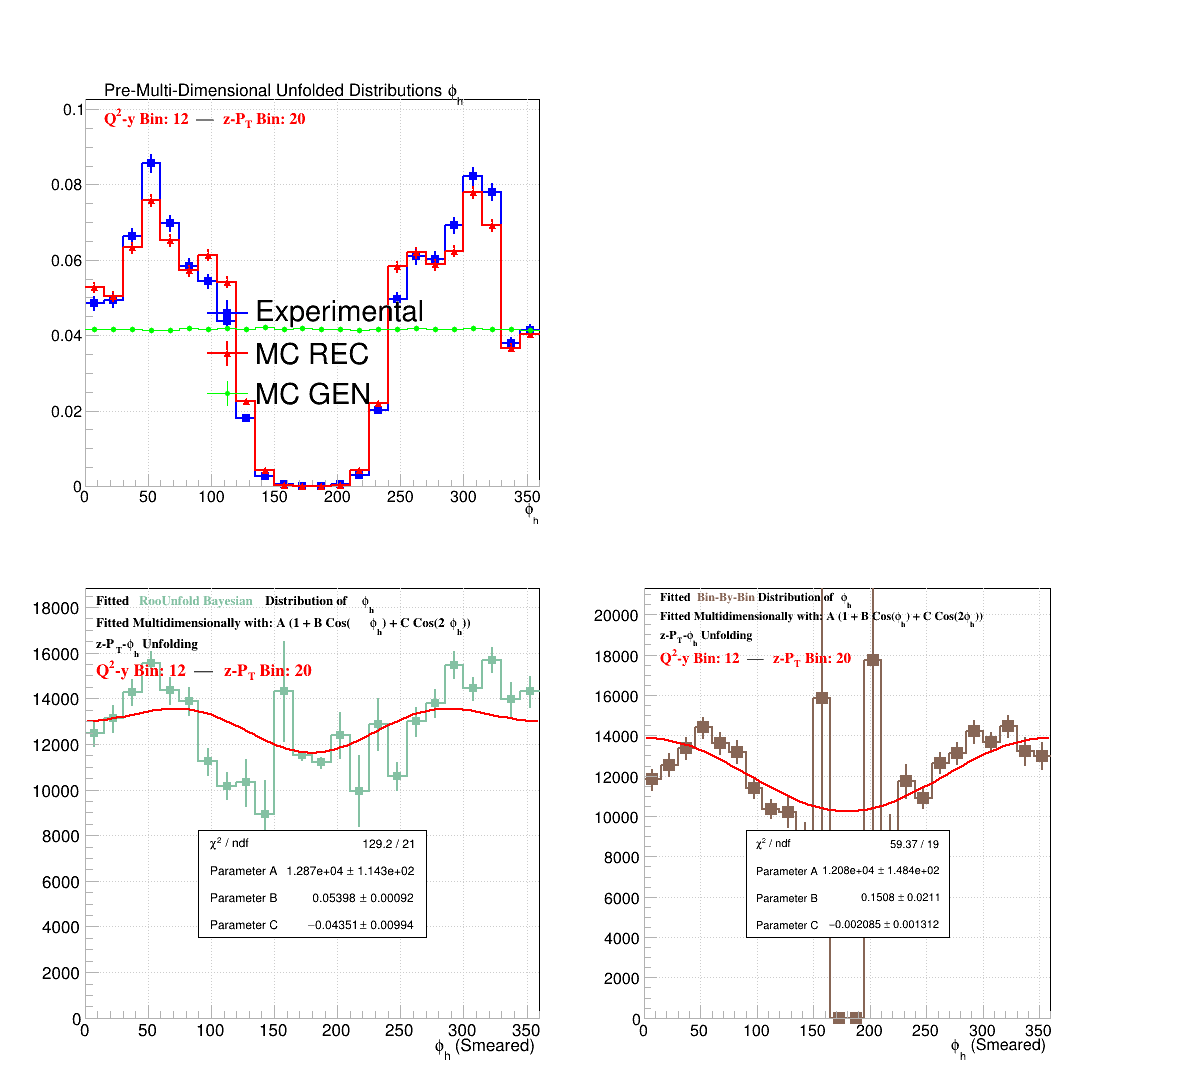 Pre-Multi-Dimensional Unfolded Distributions ϕh
Q2-y Bin: 12 — z-PT Bin: 20
0.1
0.08
0.06
0.04
0.02
0
Experimental
MC REC
MC GEN
0 50 100 150 200 250 300 350
ϕh
Fitted RooUnfold Bayesian Distribution of ϕh
Fitted Multidimensionally with: A (1 + B Cos( ϕh) + C Cos(2 ϕh))
z-PT-ϕh Unfolding
Q2-y Bin: 12 — z-PT Bin: 20
18000
16000
14000
12000
10000
8000
6000
4000
2000
0
χ2 / ndf 129.2 / 21
Parameter A 1.287e+04 ± 1.143e+02
Parameter B 0.05398 ± 0.00092
Parameter C −0.04351 ± 0.00994
0 50 100 150 200 250 300 350
ϕh (Smeared)
Fitted Bin-By-Bin Distribution of ϕh
Fitted Multidimensionally with: A (1 + B Cos(ϕh) + C Cos(2ϕh))
z-PT-ϕh Unfolding
Q2-y Bin: 12 — z-PT Bin: 20
20000
18000
16000
14000
12000
10000
8000
6000
4000
2000
0
χ2 / ndf 59.37 / 19
Parameter A 1.208e+04 ± 1.484e+02
Parameter B 0.1508 ± 0.0211
Parameter C −0.002085 ± 0.001312
0 50 100 150 200 250 300 350
ϕh (Smeared)